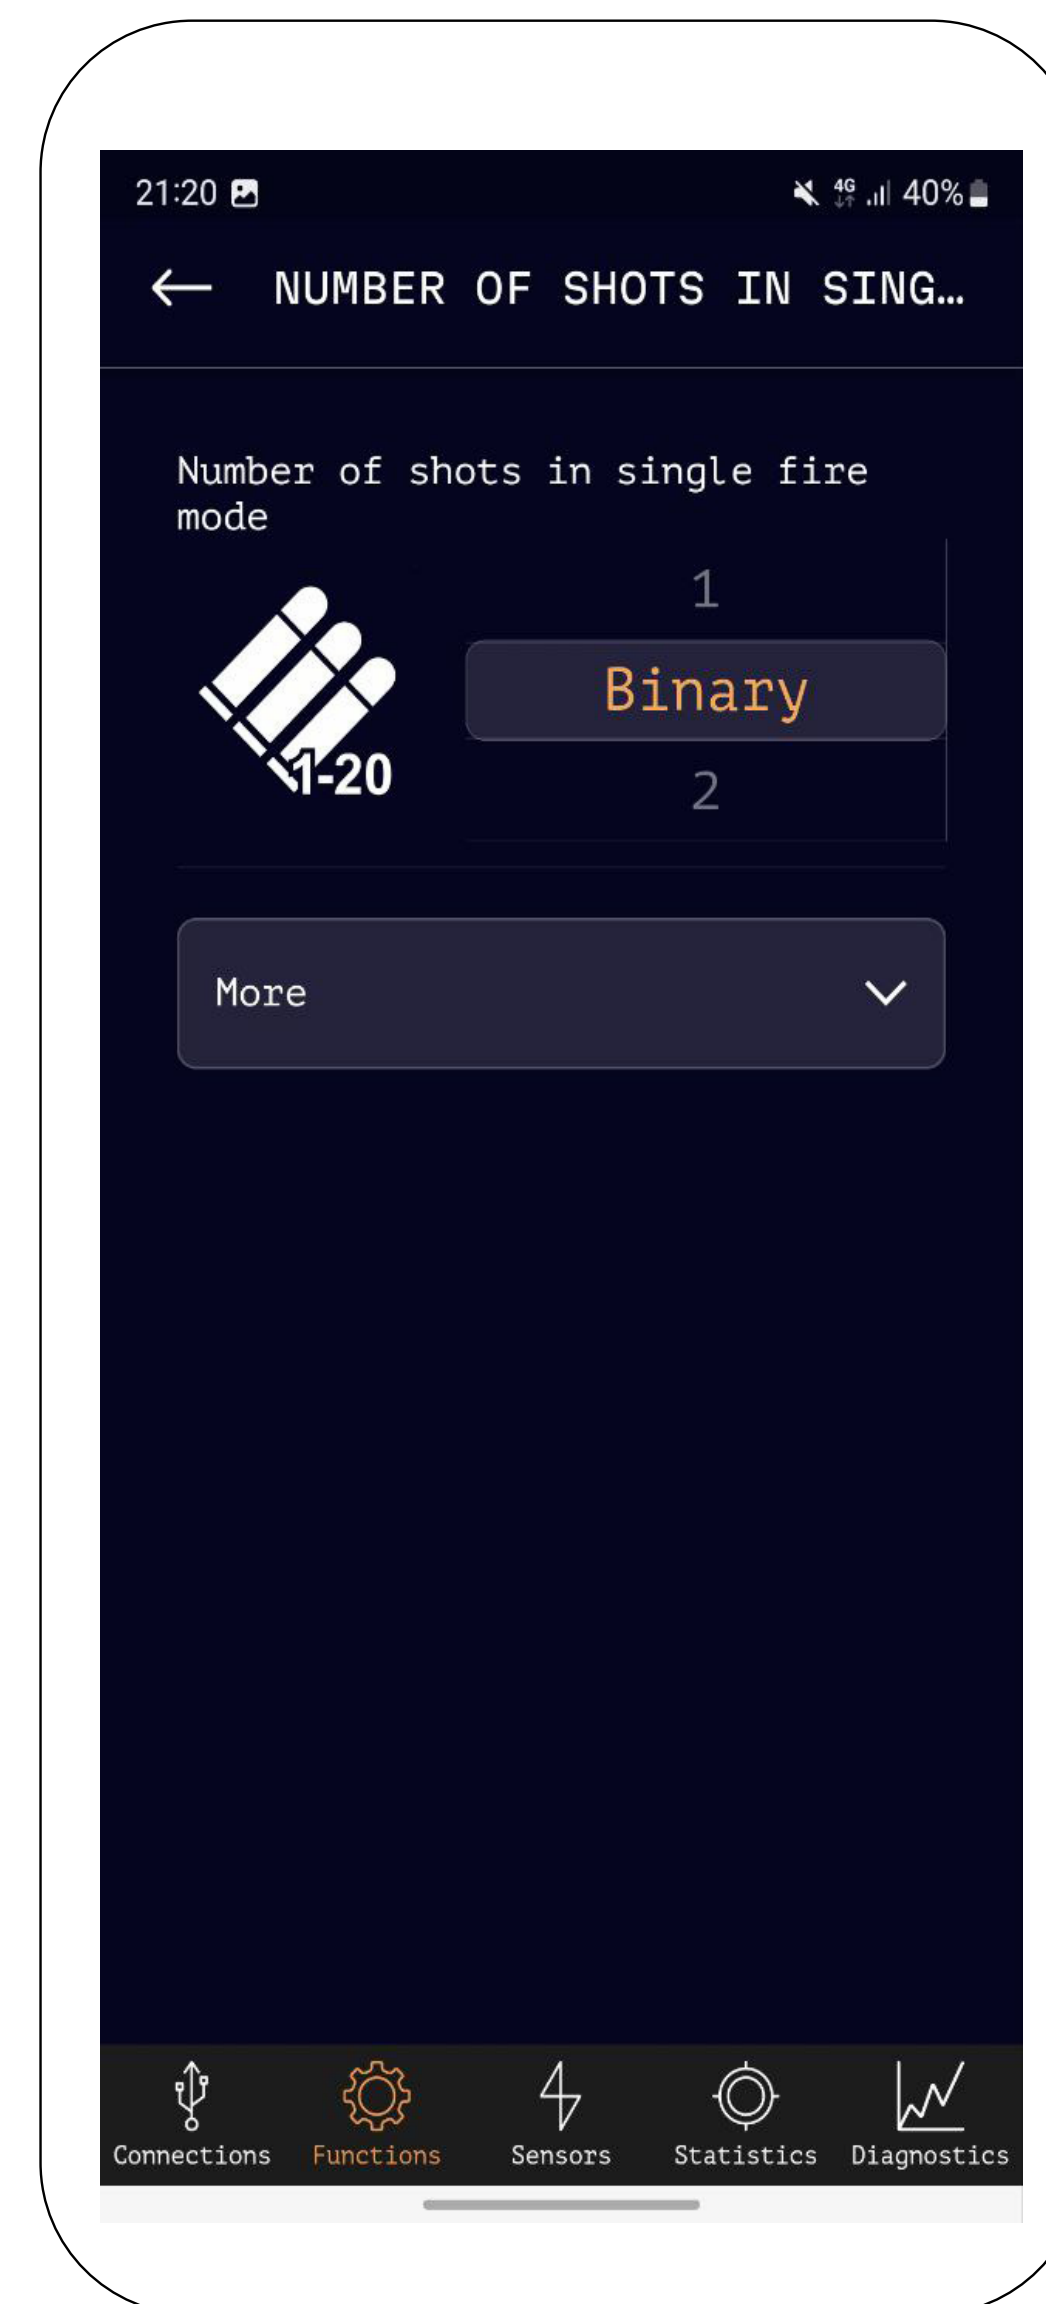 21:20 4G 40%
NUMBER OF SHOTS IN SING…
Number of shots in single fire
mode
1
Binary
1-20
2
More
Connections Functions Sensors Statistics Diagnostics